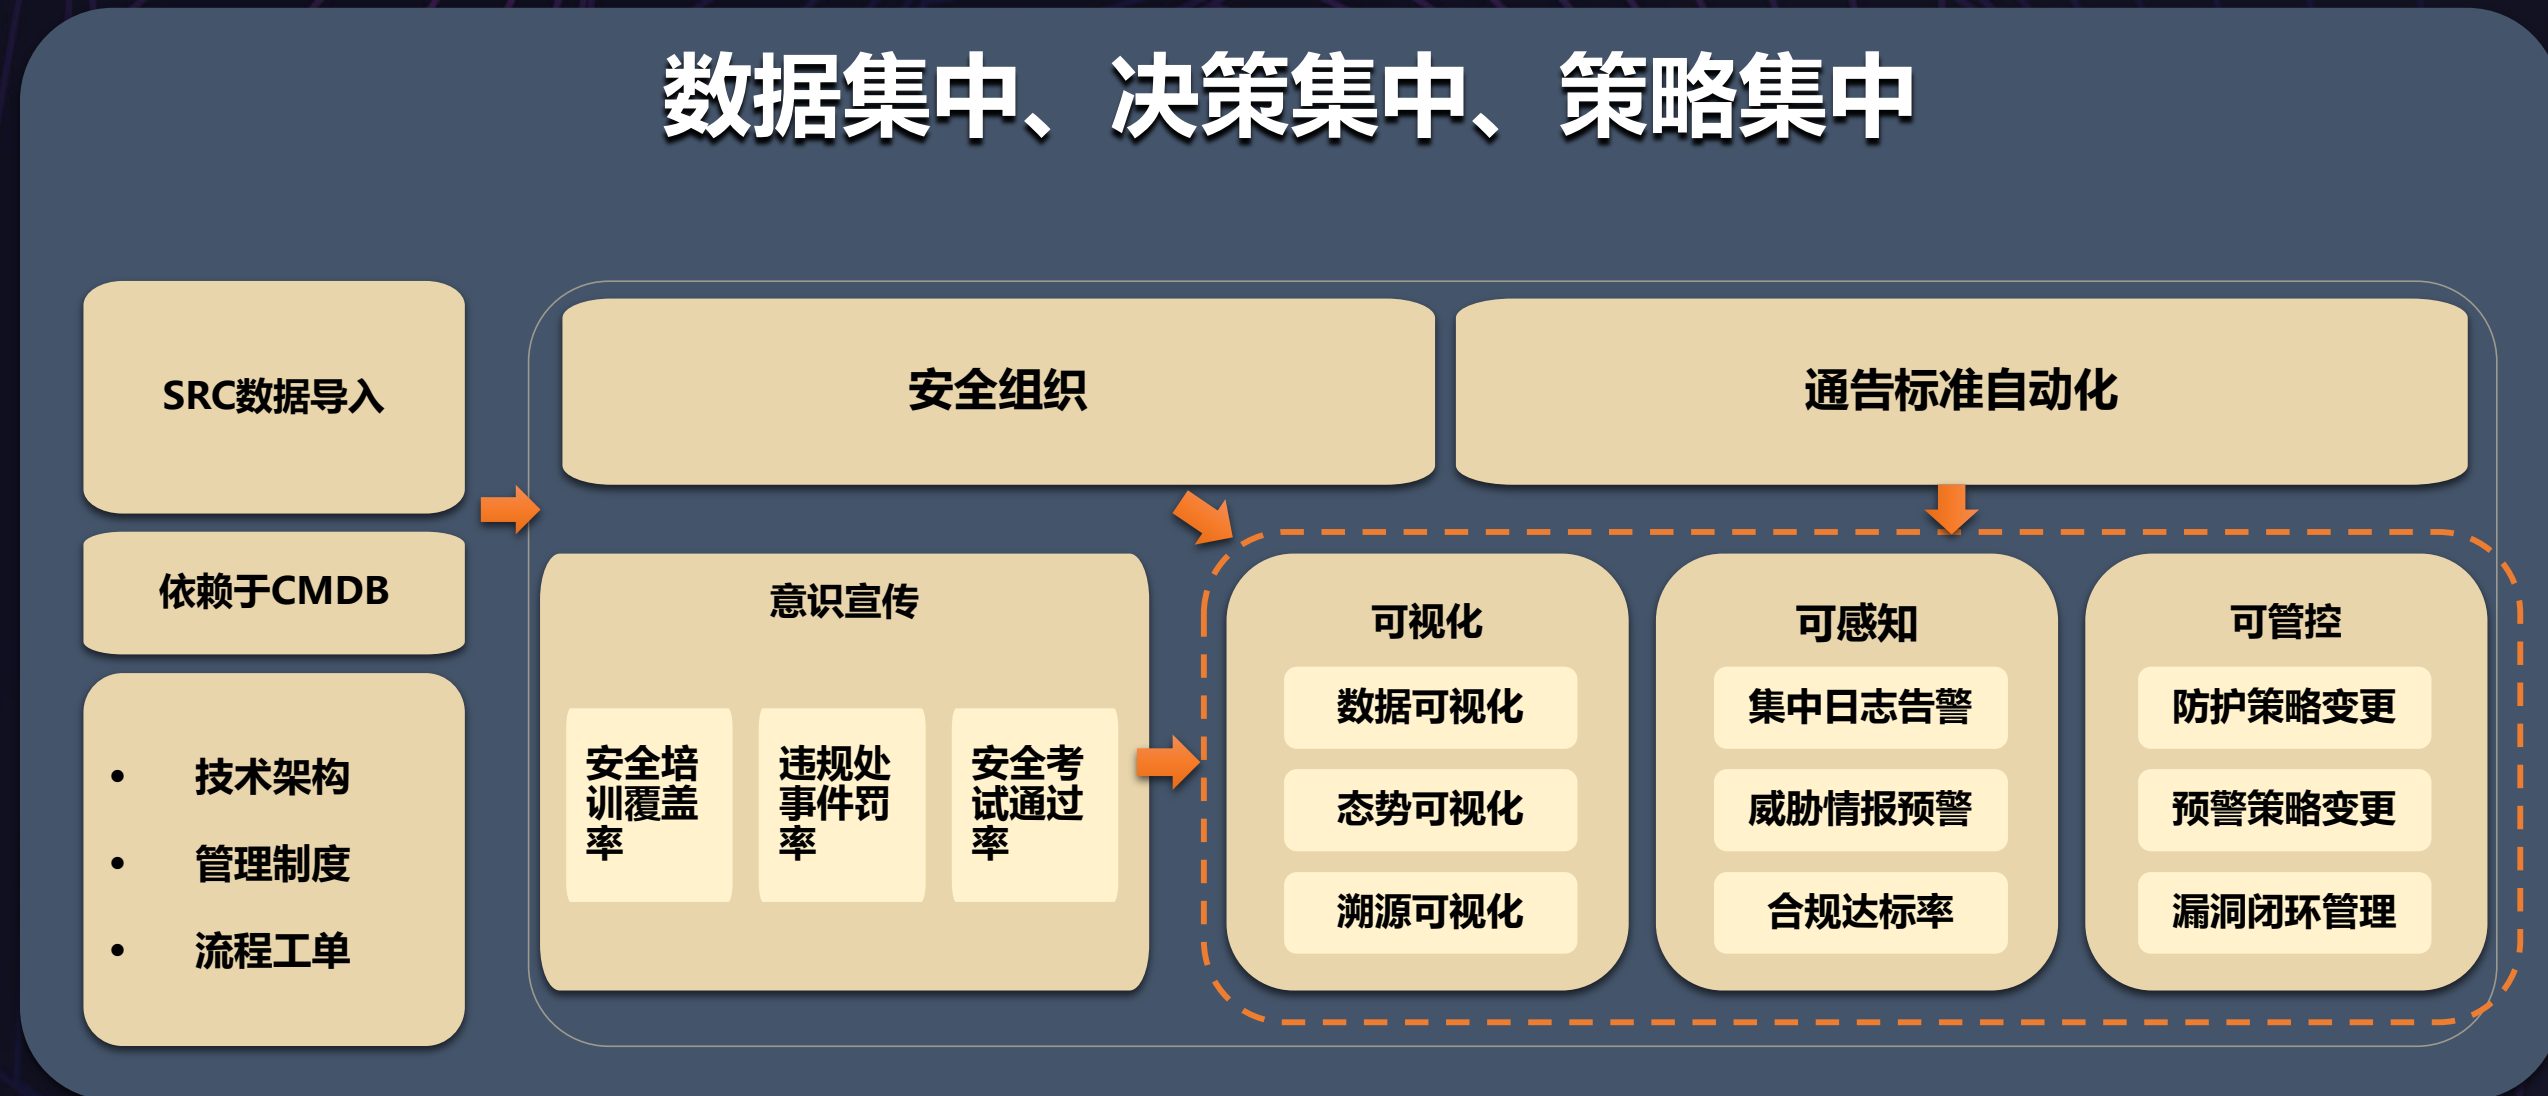 数据集中、决策集中、策略集中
SRC数据导入
依赖于CMDB
• 技术架构
• 管理制度
• 流程工单
安全组织
通告标准自动化
意识宣传
安全培
训覆盖
率
违规处
事件罚
率
安全考
试通过
率
可视化
数据可视化
态势可视化
溯源可视化
可感知
集中日志告警
威胁情报预警
合规达标率
可管控
防护策略变更
预警策略变更
漏洞闭环管理